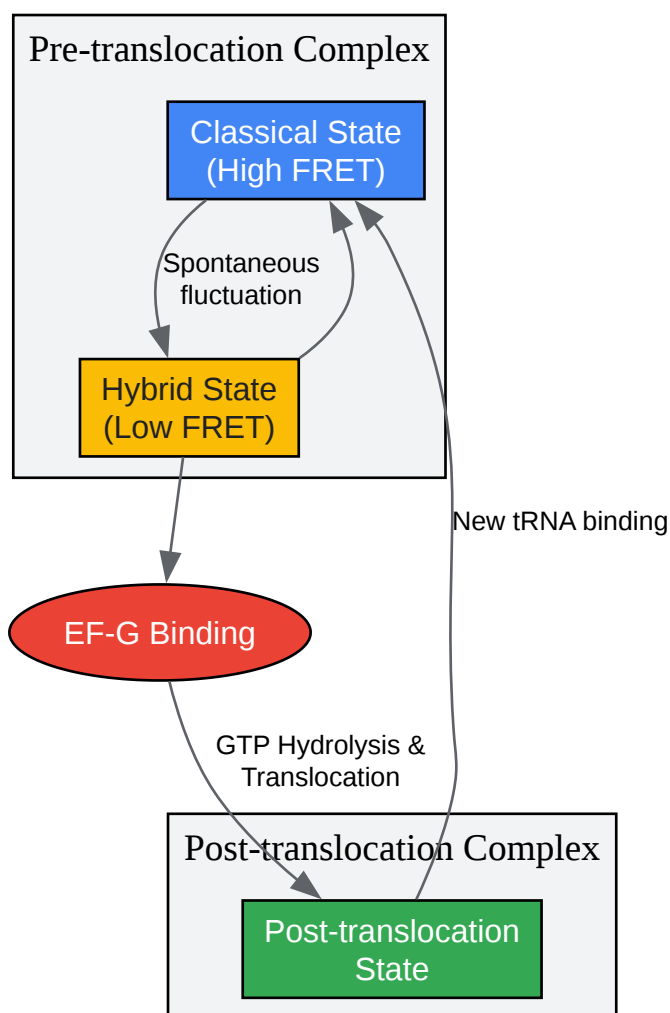 Pre-translocation Complex
Classical State
(High FRET)
Spontaneous
fluctuation
Hybrid State
(Low FRET)
New tRNA binding
EF-G Binding
GTP Hydrolysis &
Translocation
Post-translocation Complex
Post-translocation
State